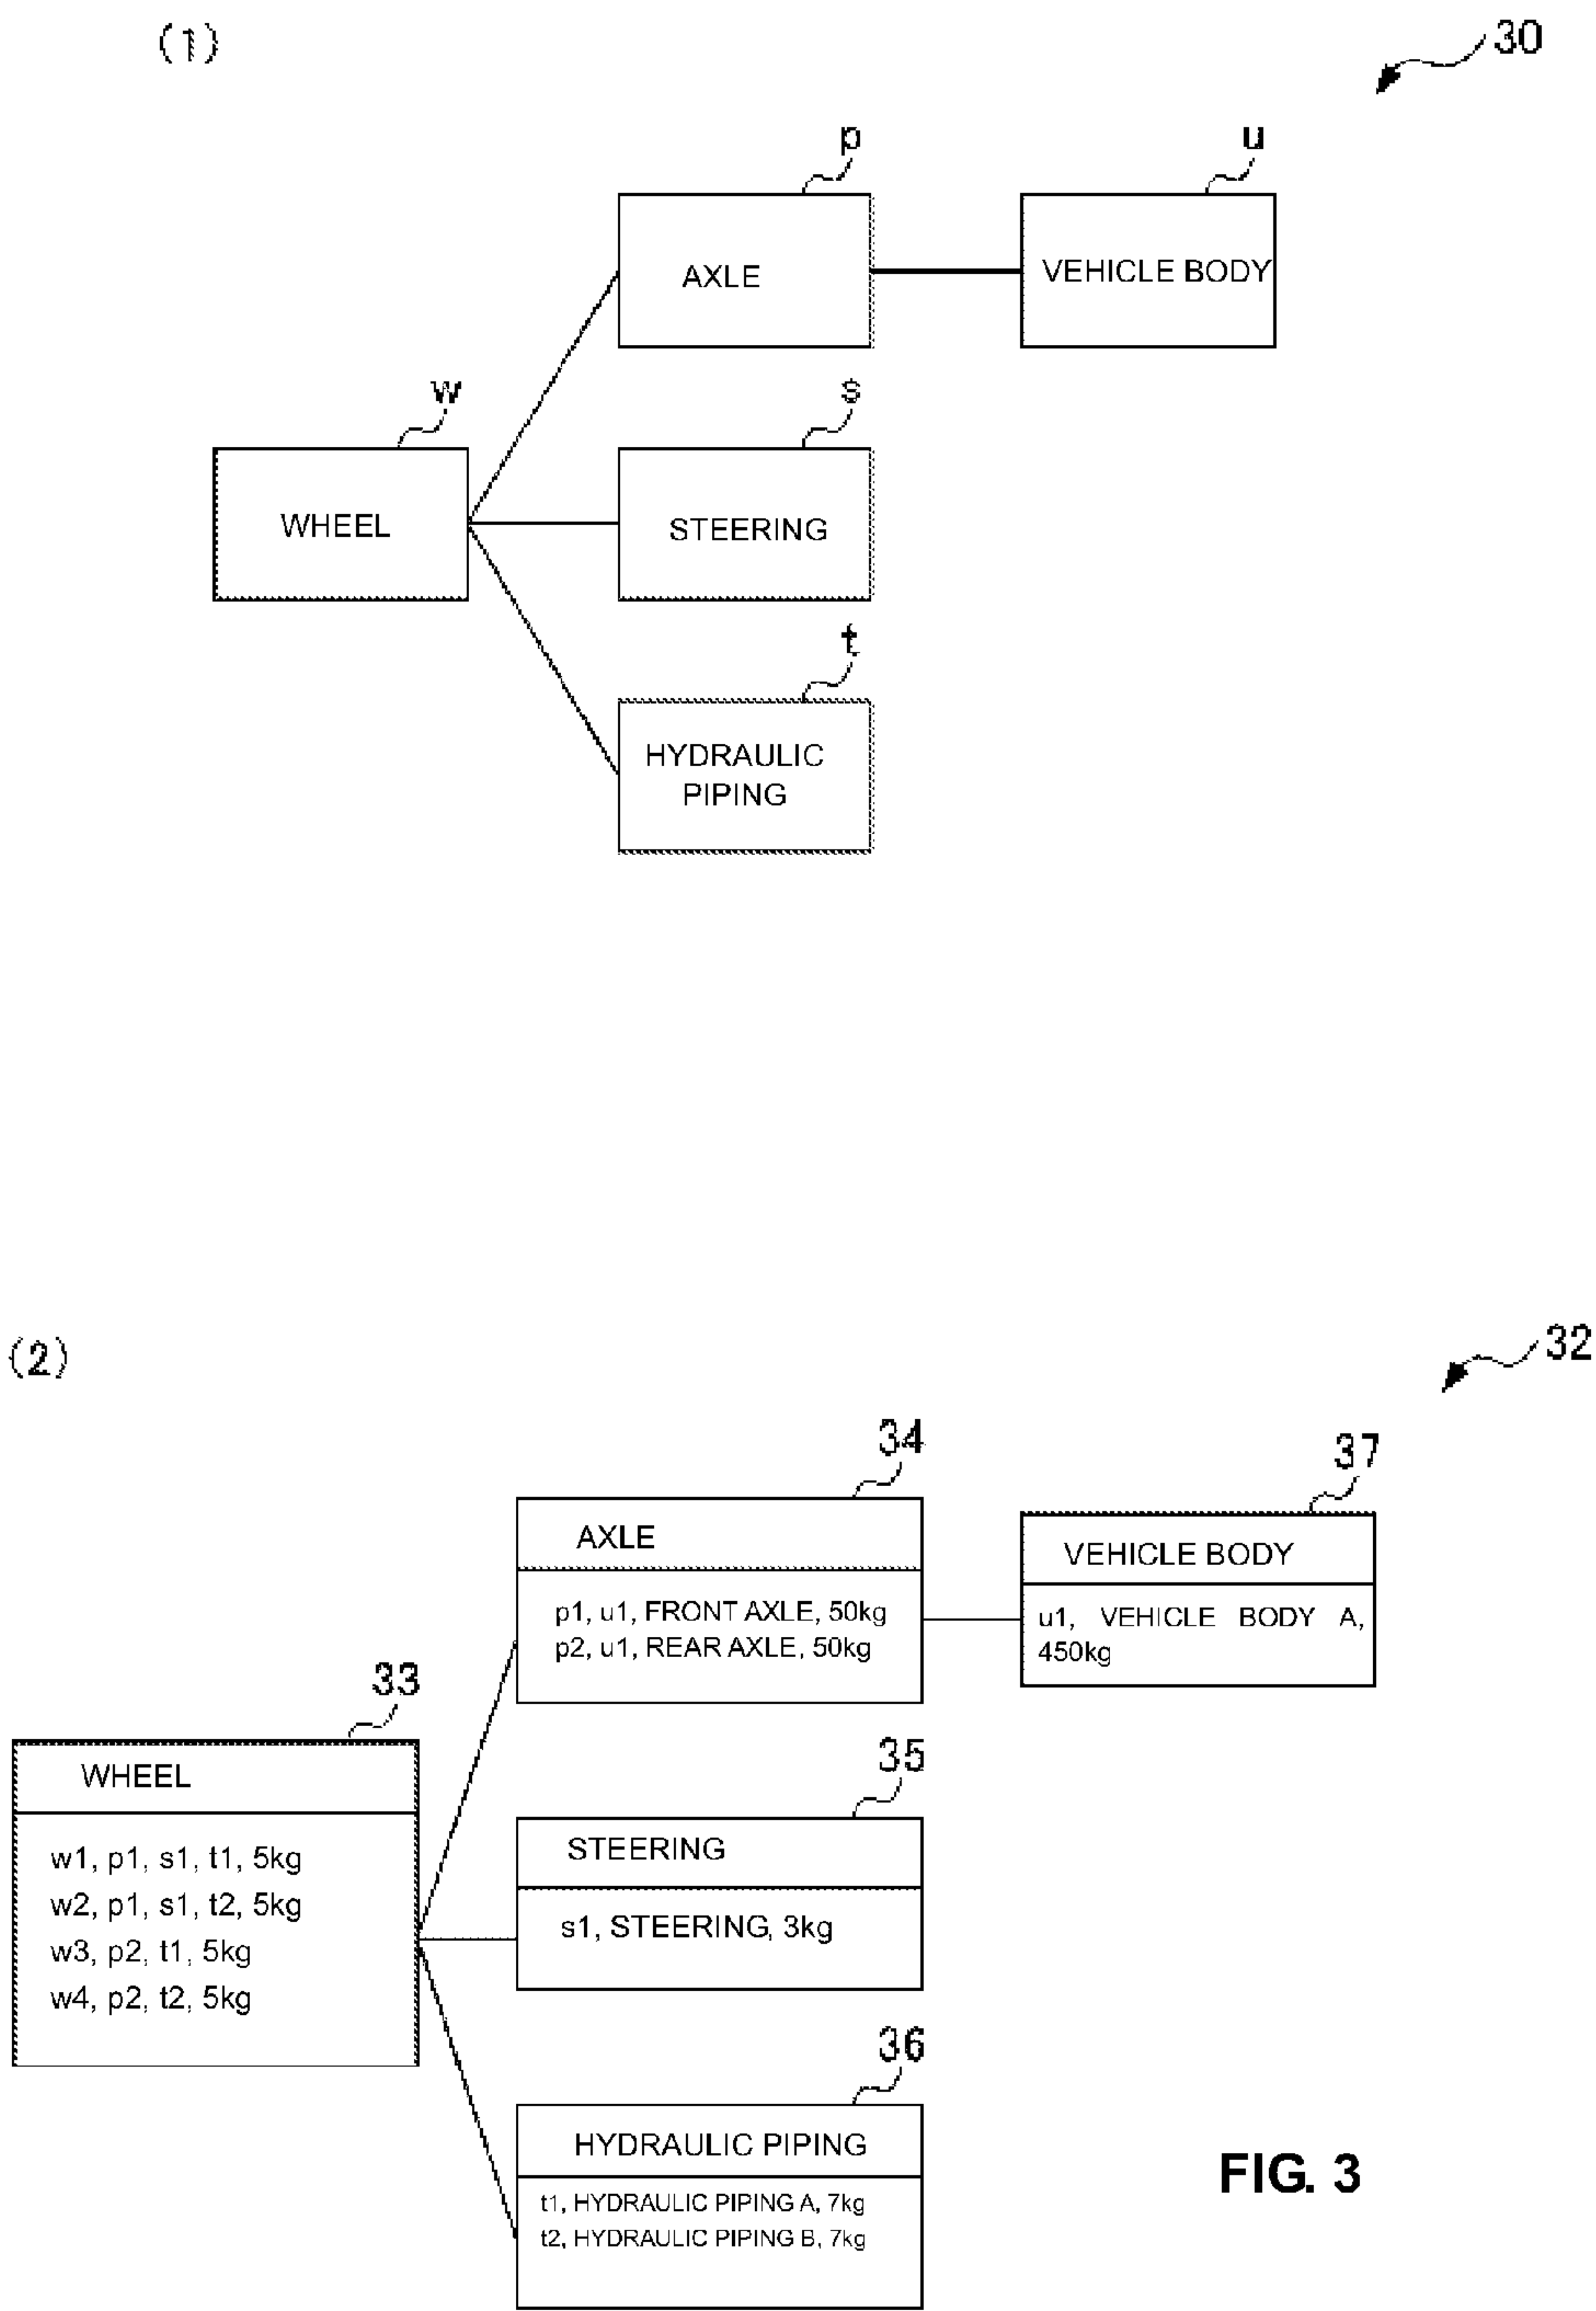 (1)
30
p
u
AXLE
VEHICLE BODY
w
s
WHEEL
STEERING
t
HYDRAULIC
PIPING
(2)
32
34
37
AXLE
VEHICLE BODY
p1, u1, FRONT AXLE, 50kg
p2, u1, REAR AXLE, 50kg
u1, VEHICLE BODY A,
450kg
33
35
WHEEL
STEERING
w1, p1, s1, t1, 5kg
w2, p1, s1, t2, 5kg
w3, p2, t1, 5kg
w4, p2, t2, 5kg
s1, STEERING, 3kg
36
HYDRAULIC PIPING
t1, HYDRAULIC PIPING A, 7kg
t2, HYDRAULIC PIPING B, 7kg
FIG. 3